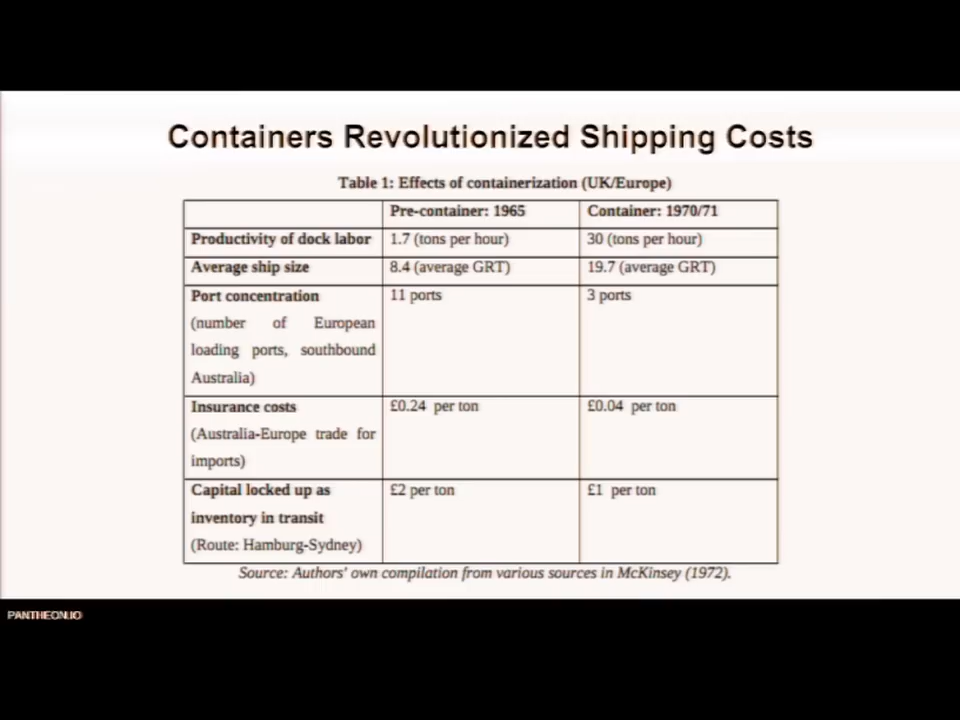 Containers Revolutionized Shipping Costs
Table 1: Effects of containerization (UK/Europe)
Pre-container: 1965 Container: 1970/71
Productivity of dock labor 1.7 (tons per hour) 30 (tons per hour)
Average ship size 8.4 (average GRT) 19.7 (average GRT)
Port concentration 11 ports 3 ports
(number of European
loading ports, southbound
Australia)
Insurance costs £0.24 per ton £0.04 per ton
(Australia-Europe trade for
imports)
Capital locked up as £2 per ton £1 per ton
inventory in transit
(Route: Hamburg-Sydney)
Source: Authors' own compilation from various sources in McKinsey (1972).
PANTHEON.IO